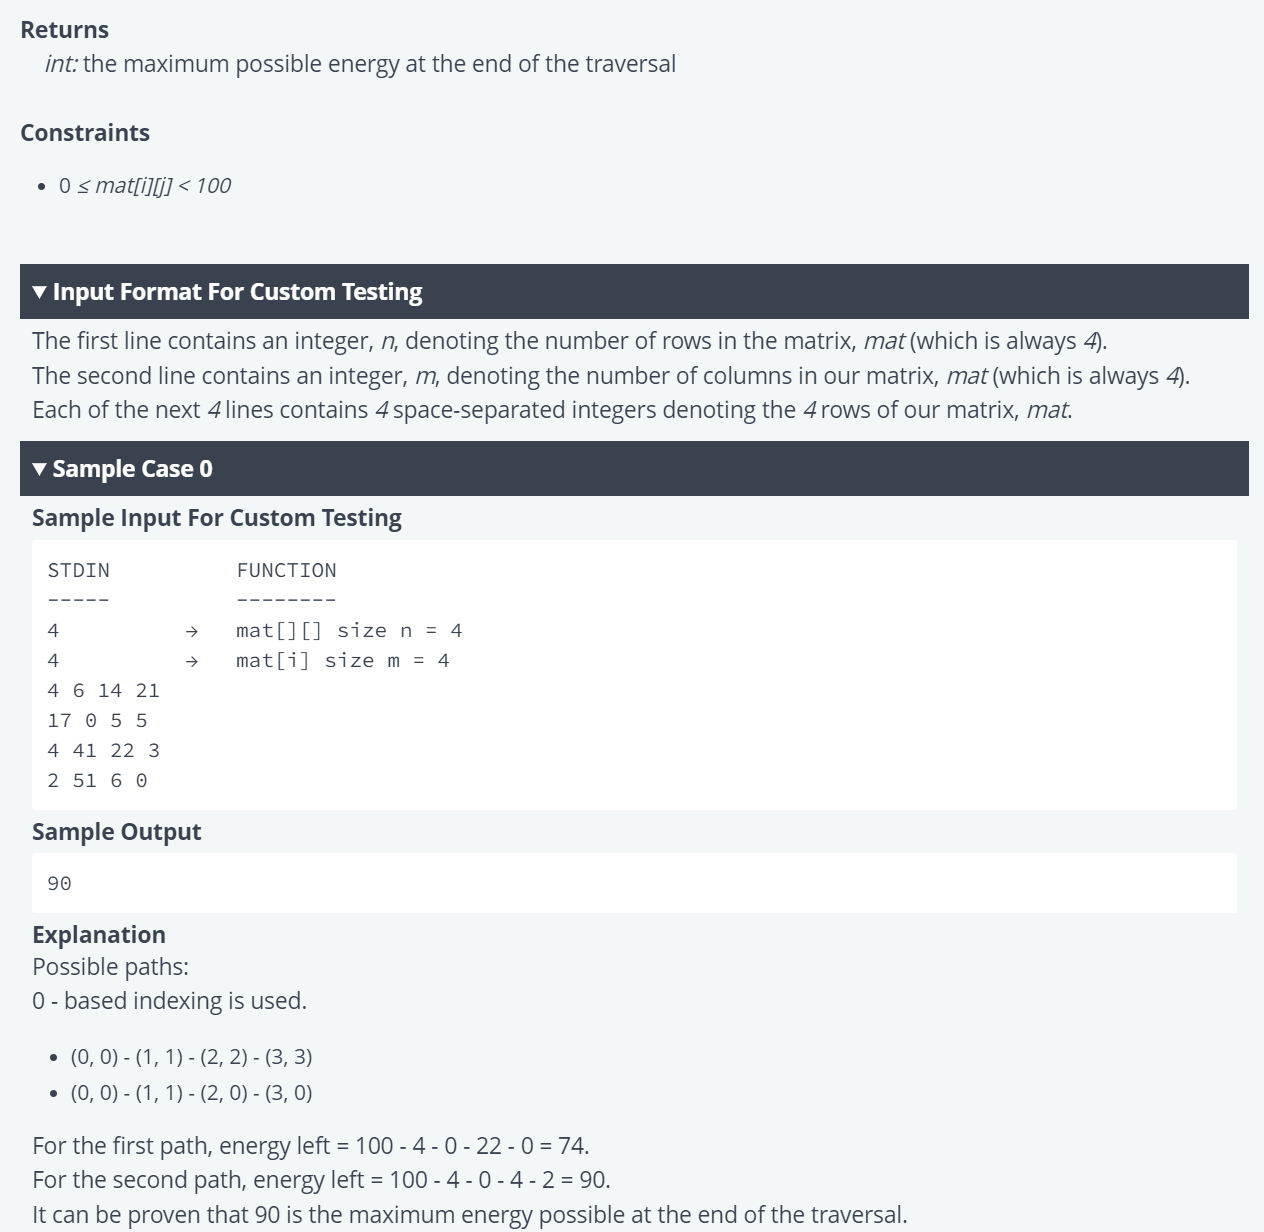 Returns
int: the maximum possible energy at the end of the traversal
Constraints
• 0 ≤ mat[i][j] < 100
▼ Input Format For Custom Testing
The first line contains an integer, n, denoting the number of rows in the matrix, mat (which is always 4).
The second line contains an integer, m, denoting the number of columns in our matrix, mat (which is always 4).
Each of the next 4 lines contains 4 space-separated integers denoting the 4 rows of our matrix, mat.
▼ Sample Case 0
Sample Input For Custom Testing
STDIN FUNCTION
----- --------
4 → mat[][] size n = 4
4 → mat[i] size m = 4
4 6 14 21
17 0 5 5
4 41 22 3
2 51 6 0
Sample Output
90
Explanation
Possible paths:
0 - based indexing is used.
• (0, 0) - (1, 1) - (2, 2) - (3, 3)
• (0, 0) - (1, 1) - (2, 0) - (3, 0)
For the first path, energy left = 100 - 4 - 0 - 22 - 0 = 74.
For the second path, energy left = 100 - 4 - 0 - 4 - 2 = 90.
It can be proven that 90 is the maximum energy possible at the end of the traversal.